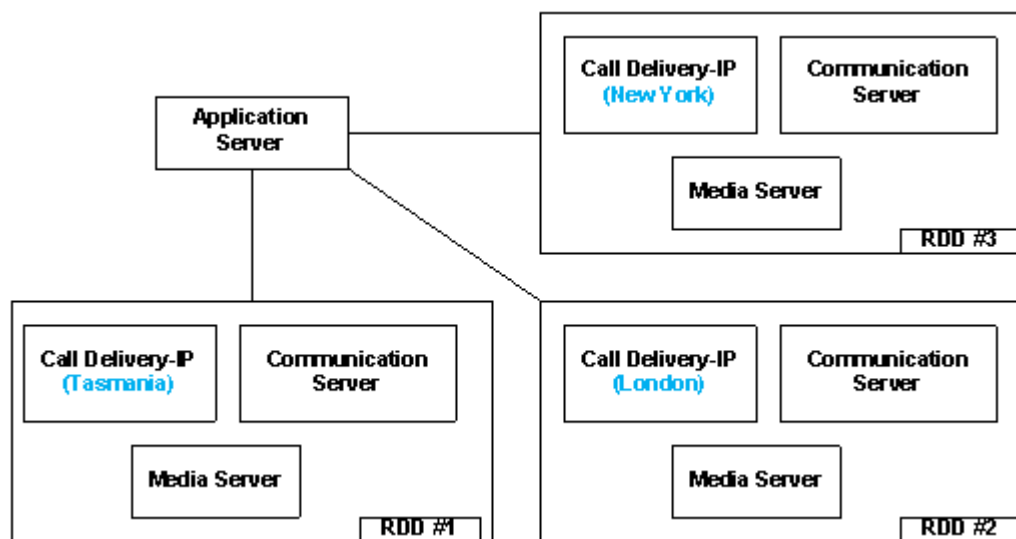 Call Delivery-IP
(New York)
Communication
Server
Application
Server
Media Server
RDD #3
Call Delivery-IP
(Tasmania)
Communication
Server
Media Server
RDD #1
Call Delivery-IP
(London)
Communication
Server
Media Server
RDD #2